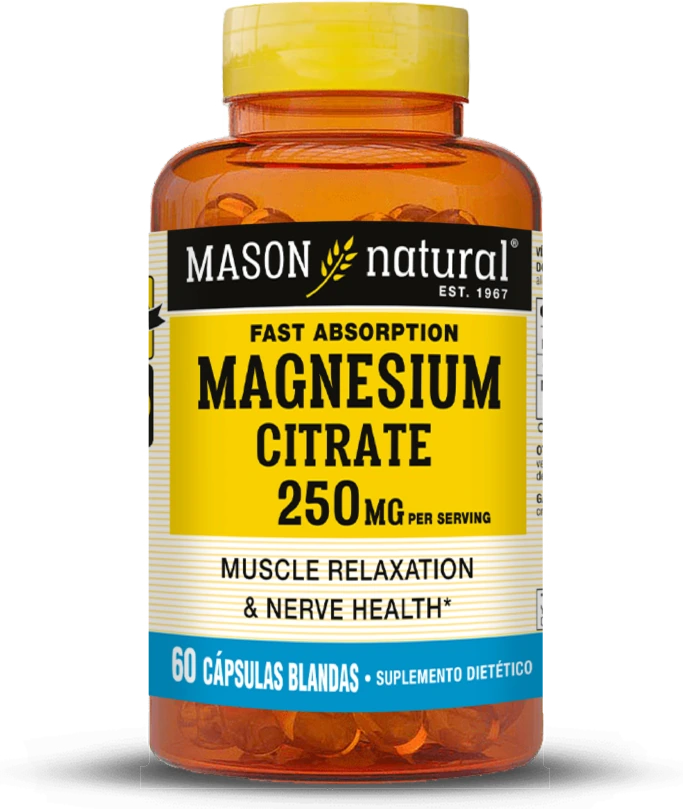 MASON natural®
EST. 1967
FAST ABSORPTION
MAGNESIUM
CITRATE
250 MG PER SERVING
MUSCLE RELAXATION
& NERVE HEALTH*
60 CÁPSULAS BLANDAS • SUPLEMENTO DIETÉTICO